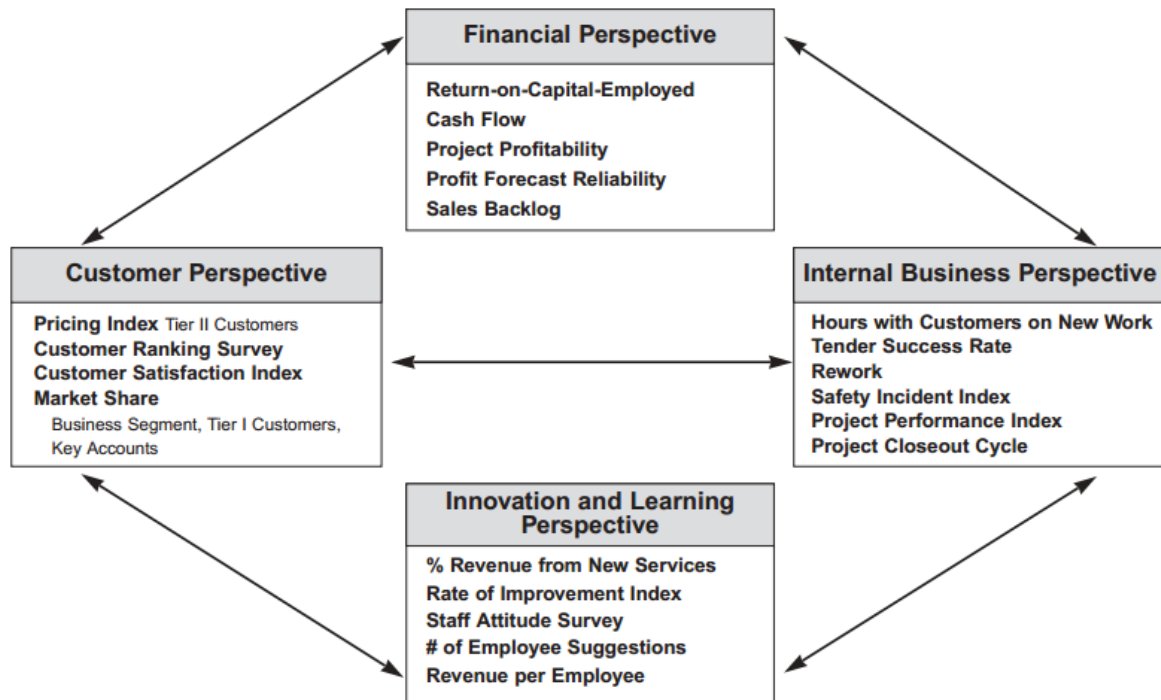 Financial Perspective
Return-on-Capital-Employed
Cash Flow
Project Profitability
Profit Forecast Reliability
Sales Backlog
Customer Perspective
Pricing Index Tier II Customers
Customer Ranking Survey
Customer Satisfaction Index
Market Share
Business Segment, Tier I Customers,
Key Accounts
Internal Business Perspective
Hours with Customers on New Work
Tender Success Rate
Rework
Safety Incident Index
Project Performance Index
Project Closeout Cycle
Innovation and Learning
Perspective
% Revenue from New Services
Rate of Improvement Index
Staff Attitude Survey
# of Employee Suggestions
Revenue per Employee